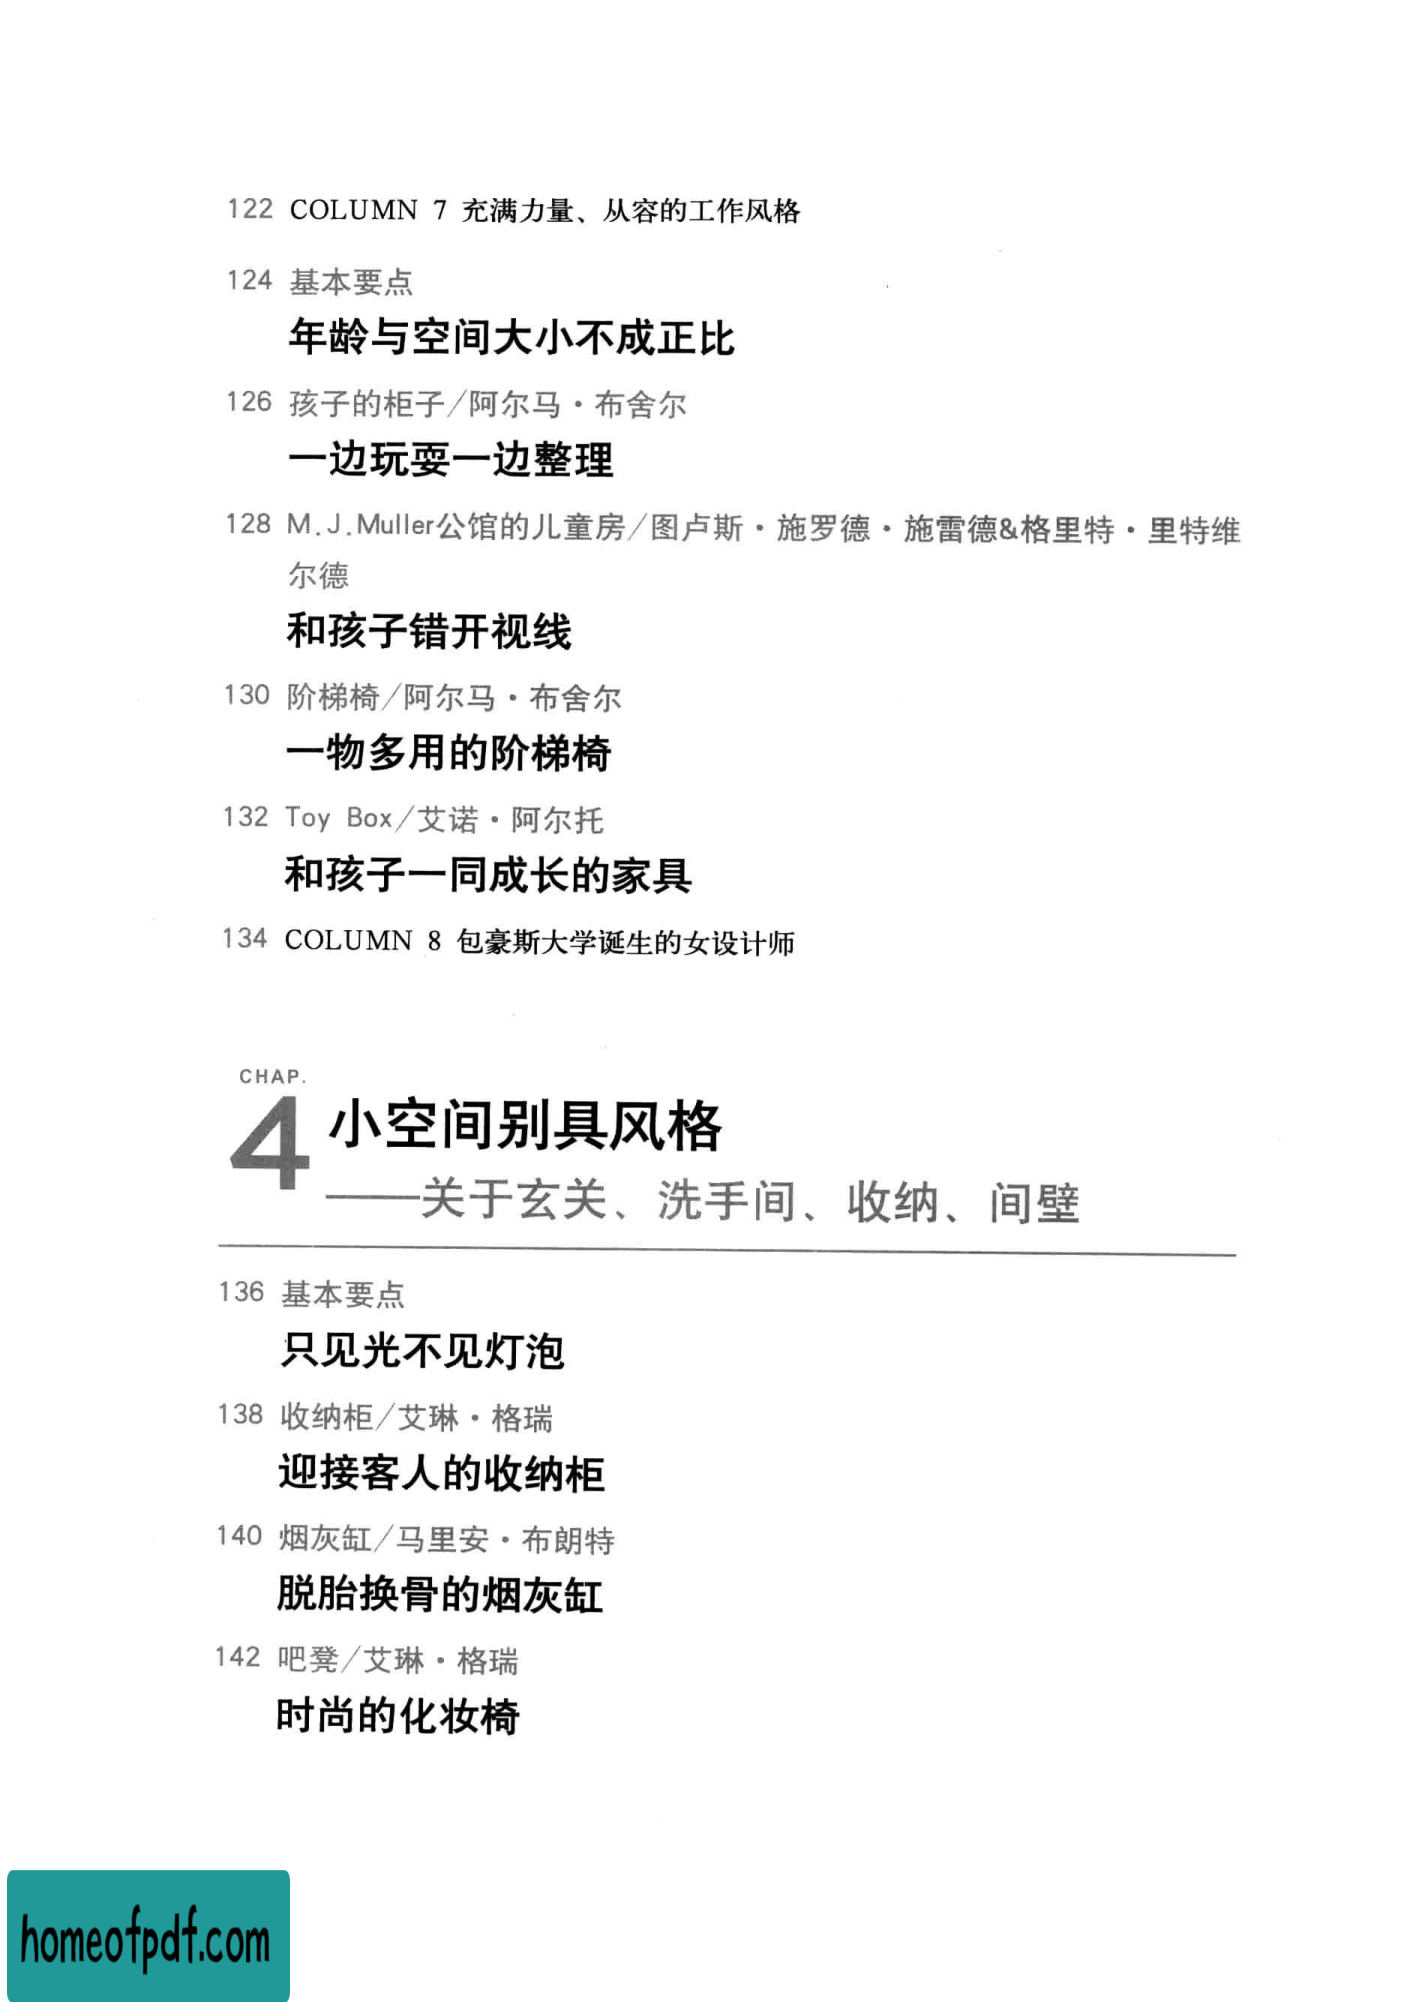 122 COLUMN 7 充满力量、从容的工作风格
124 基本要点
年龄与空间大小不成正比
126 孩子的柜子/阿尔马·布舍尔
一边玩耍一边整理
128 M.J.Muller公馆的儿童房/图卢斯·施罗德·施雷德&格里特·里特维
尔德
和孩子错开视线
130 阶梯椅/阿尔马·布舍尔
一物多用的阶梯椅
132 Toy Box/艾诺·阿尔托
和孩子一同成长的家具
134 COLUMN 8 包豪斯大学诞生的女设计师
CHAP.
4 小空间别具风格
——关于玄关、洗手间、收纳、间壁
136 基本要点
只见光不见灯泡
138 收纳柜/艾琳·格瑞
迎接客人的收纳柜
140 烟灰缸/马里安·布朗特
脱胎换骨的烟灰缸
142 吧凳/艾琳·格瑞
时尚的化妆椅
homeofpdf.com